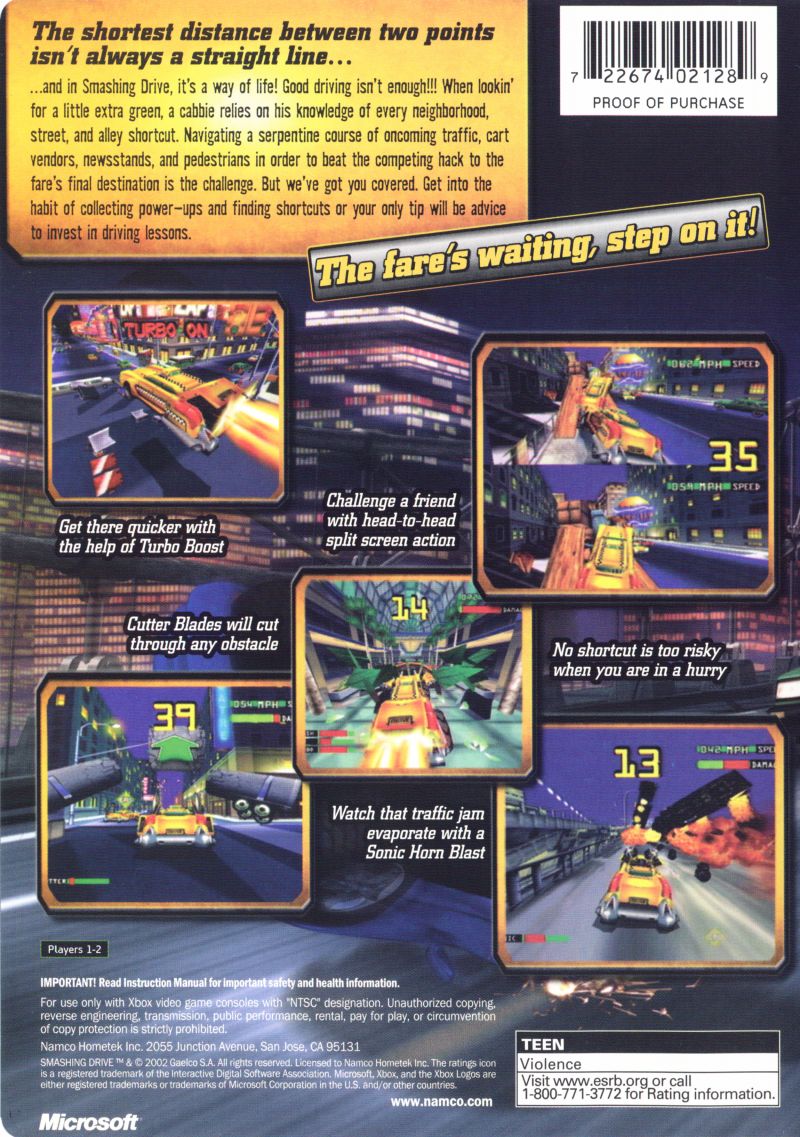 The shortest distance between two points
isn't always a straight line...
...and in Smashing Drive, it's a way of life! Good driving isn't enough!!! When lookin'
for a little extra green, a cabbie relies on his knowledge of every neighborhood,
street, and alley shortcut. Navigating a serpentine course of oncoming traffic, cart
vendors, newsstands, and pedestrians in order to beat the competing hack to the
fare's final destination is the challenge. But we've got you covered. Get into the
habit of collecting power-ups and finding shortcuts or your only tip will be advice
to invest in driving lessons.
7 22674 02128 9
PROOF OF PURCHASE
The fare's waiting, step on it!
TURBO ON
Get there quicker with
the help of Turbo Boost
Challenge a friend
with head-to-head
split screen action
062 MPH SPEED
35
059 MPH SPEED
Cutter Blades will cut
through any obstacle
14
DAMA
No shortcut is too risky
when you are in a hurry
39
054 MPH
DA
13
042 MPH SPE
DAMA
Watch that traffic jam
evaporate with a
Sonic Horn Blast
Players 1-2
IMPORTANT! Read Instruction Manual for important safety and health information.
For use only with Xbox video game consoles with "NTSC" designation. Unauthorized copying,
reverse engineering, transmission, public performance, rental, pay for play, or circumvention
of copy protection is strictly prohibited.
Namco Hometek Inc. 2055 Junction Avenue, San Jose, CA 95131
SMASHING DRIVE ™ & © 2002 Gaelco S.A. All rights reserved. Licensed to Namco Hometek Inc. The ratings icon
is a registered trademark of the Interactive Digital Software Association. Microsoft, Xbox, and the Xbox Logos are
either registered trademarks or trademarks of Microsoft Corporation in the U.S. and/or other countries.
www.namco.com
TEEN
Violence
Visit www.esrb.org or call
1-800-771-3772 for Rating information.
Microsoft